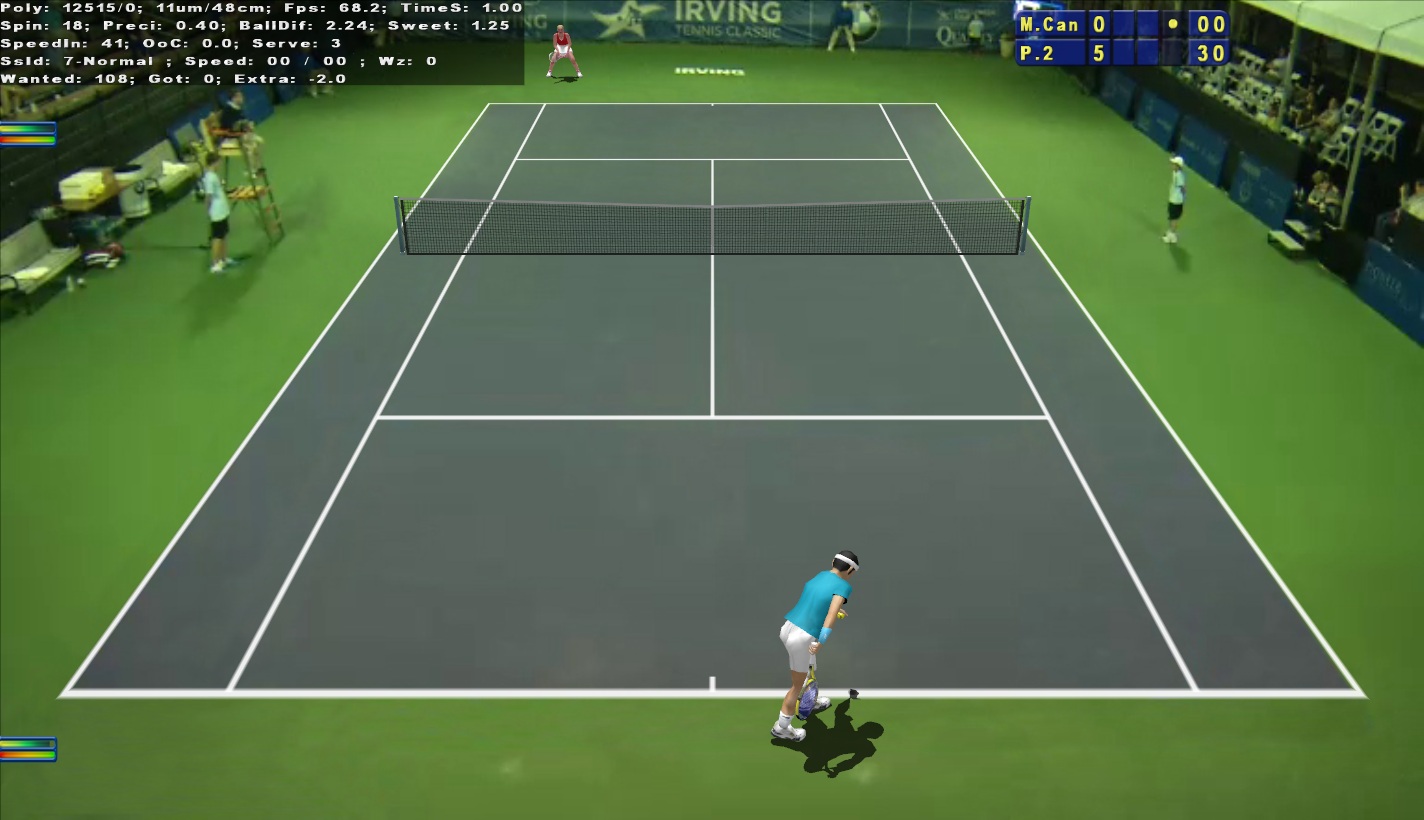 Poly: 12515/0; 11um/48cm; Fps: 68.2; TimeS: 1.00
Spin: 18; Preci: 0.40; BallDif: 2.24; Sweet: 1.25
SpeedIn: 41; OoC: 0.0; Serve: 3
SsId: 7-Normal ; Speed: 00 / 00 ; Wz: 0
Wanted: 108; Got: 0; Extra: -2.0
IRVING
TENNIS CLASSIC
IRVING
M.Can 0 00
P.2 5 30